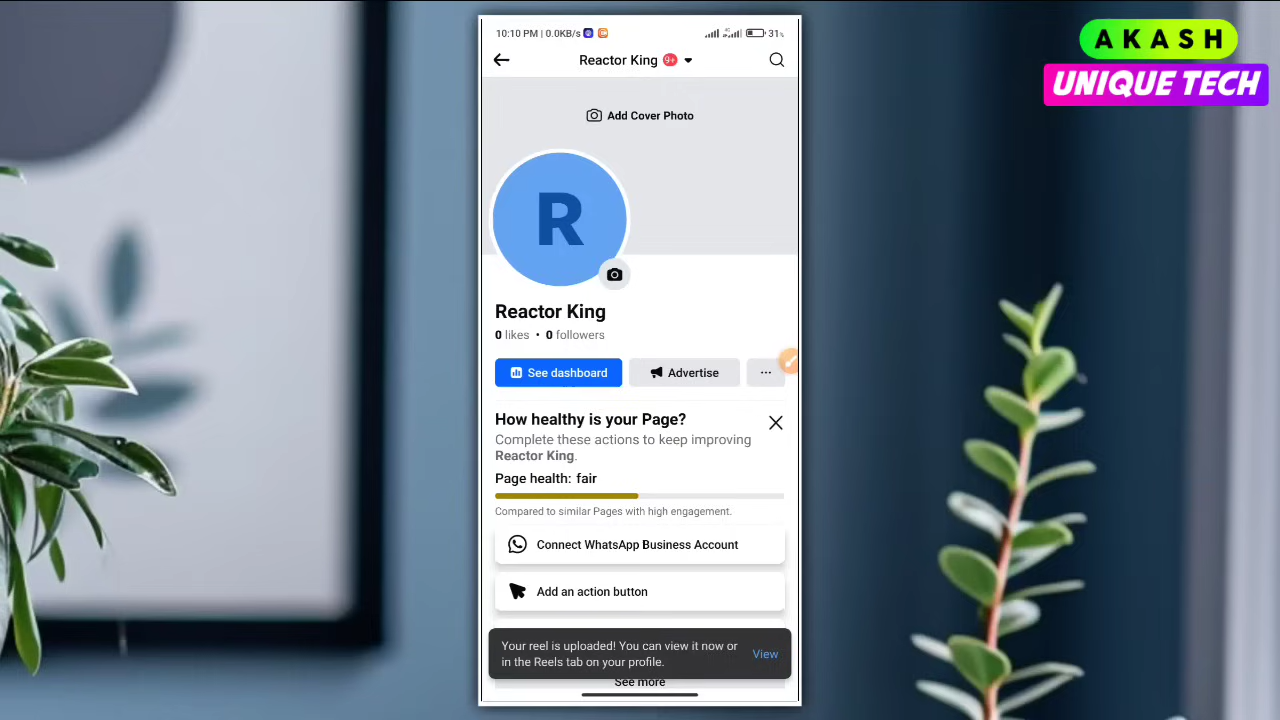 AKASH
UNIQUE TECH
10:10 PM | 0.0KB/s 31%
Reactor King 9+
Add Cover Photo
R
Reactor King
0 likes • 0 followers
See dashboard Advertise ...
How healthy is your Page?
Complete these actions to keep improving
Reactor King.
Page health: fair
Compared to similar Pages with high engagement.
Connect WhatsApp Business Account
Add an action button
Your reel is uploaded! You can view it now or
in the Reels tab on your profile.
View
See more